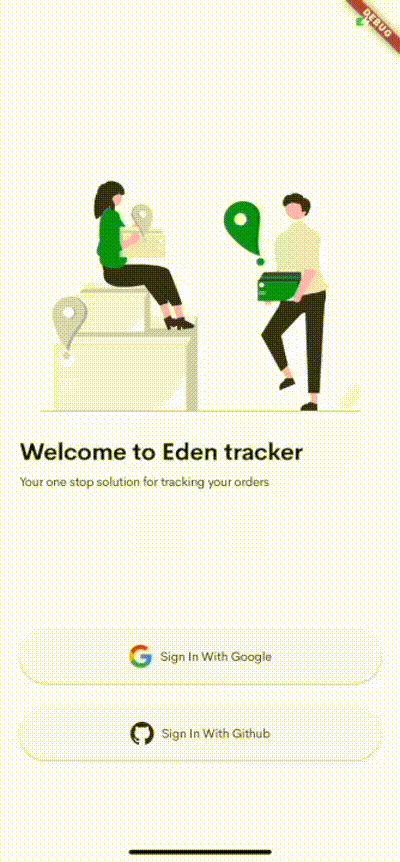 DEBUG
Welcome to Eden tracker
Your one stop solution for tracking your orders
Sign In With Google
Sign In With Github